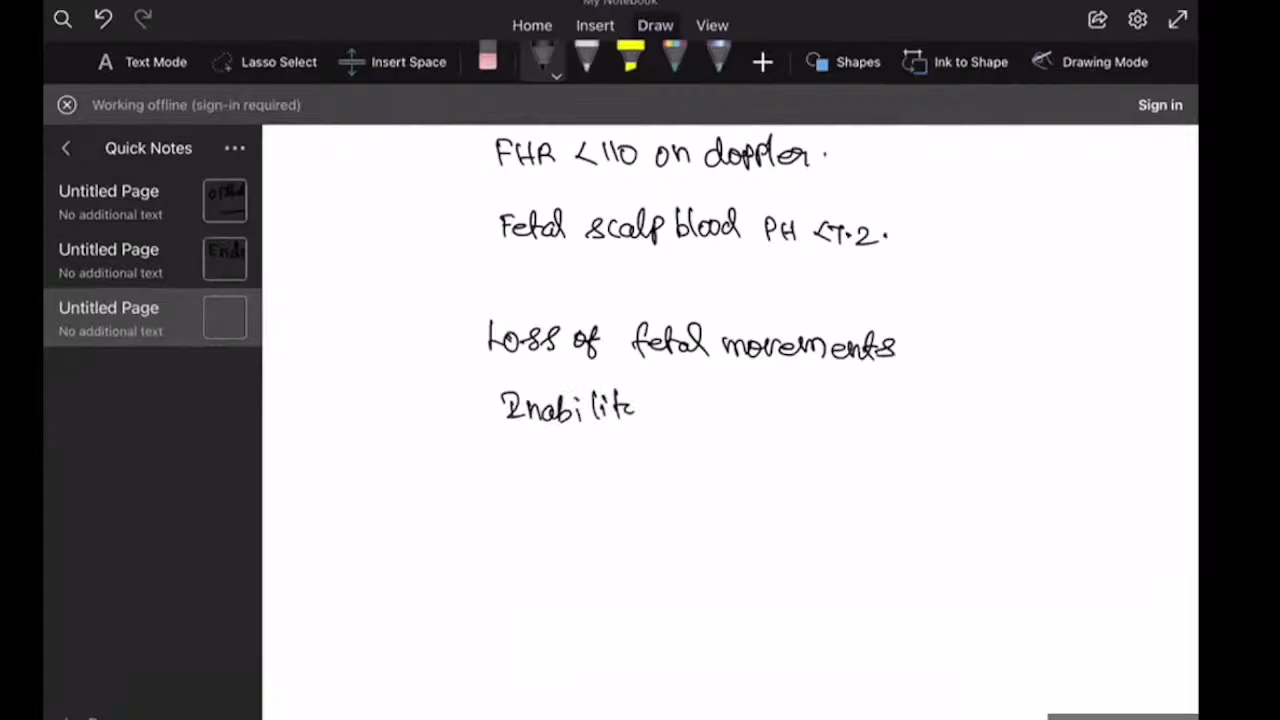 My Notebook
Home Insert Draw View
Text Mode Lasso Select Insert Space Shapes Ink to Shape Drawing Mode
Working offline (sign-in required) Sign in
Quick Notes
Untitled Page
No additional text
Untitled Page
No additional text
Untitled Page
No additional text
FHR <110 on doppler.
Fetal scalp blood PH <7.2.
Loss of fetal movements
Inabilit